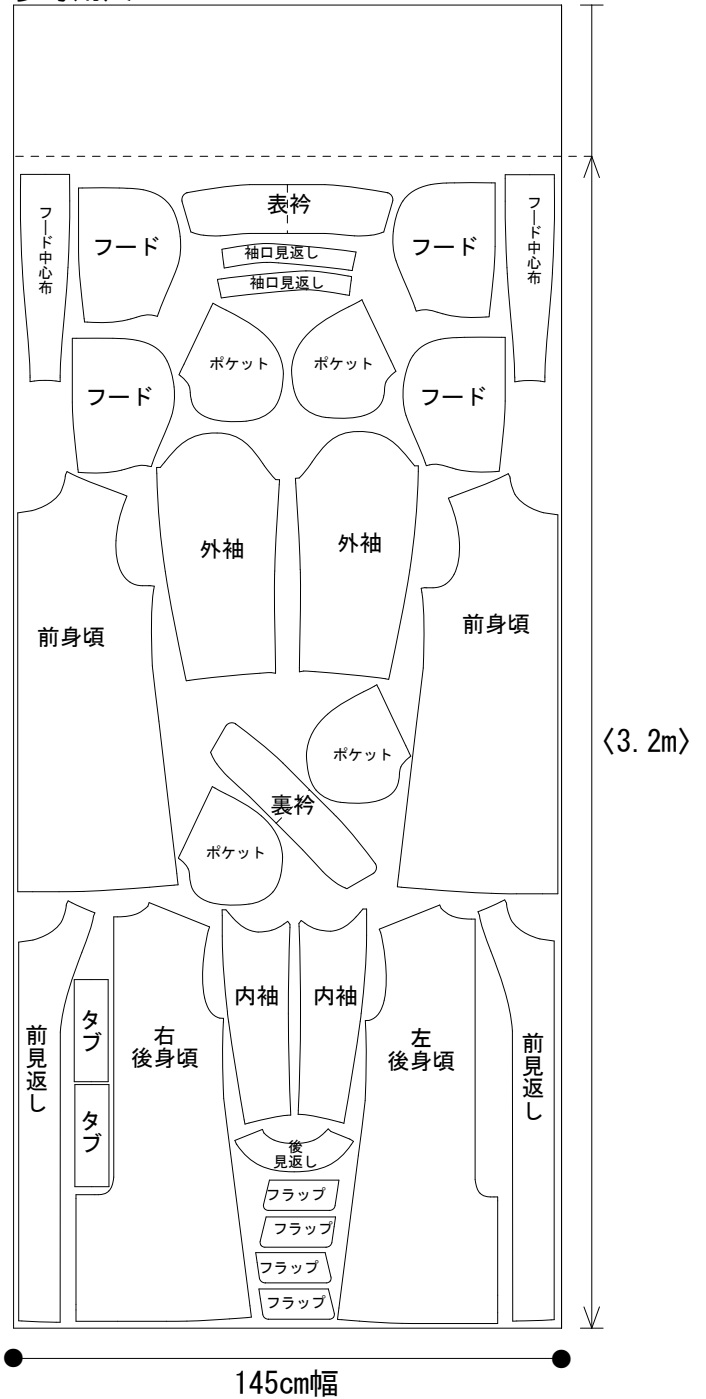 フード中心布
フード
表衿
フード
フード中心布
袖口見返し
袖口見返し
ポケット
ポケット
フード
フード
外袖
外袖
前身頃
前身頃
〈3.2m〉
ポケット
裏衿
ポケット
内袖
内袖
前見返し
タブ
右
後身頃
左
後身頃
前見返し
タブ
後
見返し
フラップ
フラップ
フラップ
フラップ
145cm幅